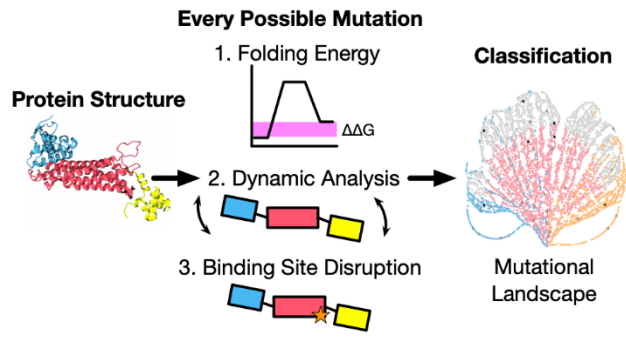 Every Possible Mutation
1. Folding Energy
Classification
Protein Structure
ΔΔG
2. Dynamic Analysis
3. Binding Site Disruption
Mutational
Landscape